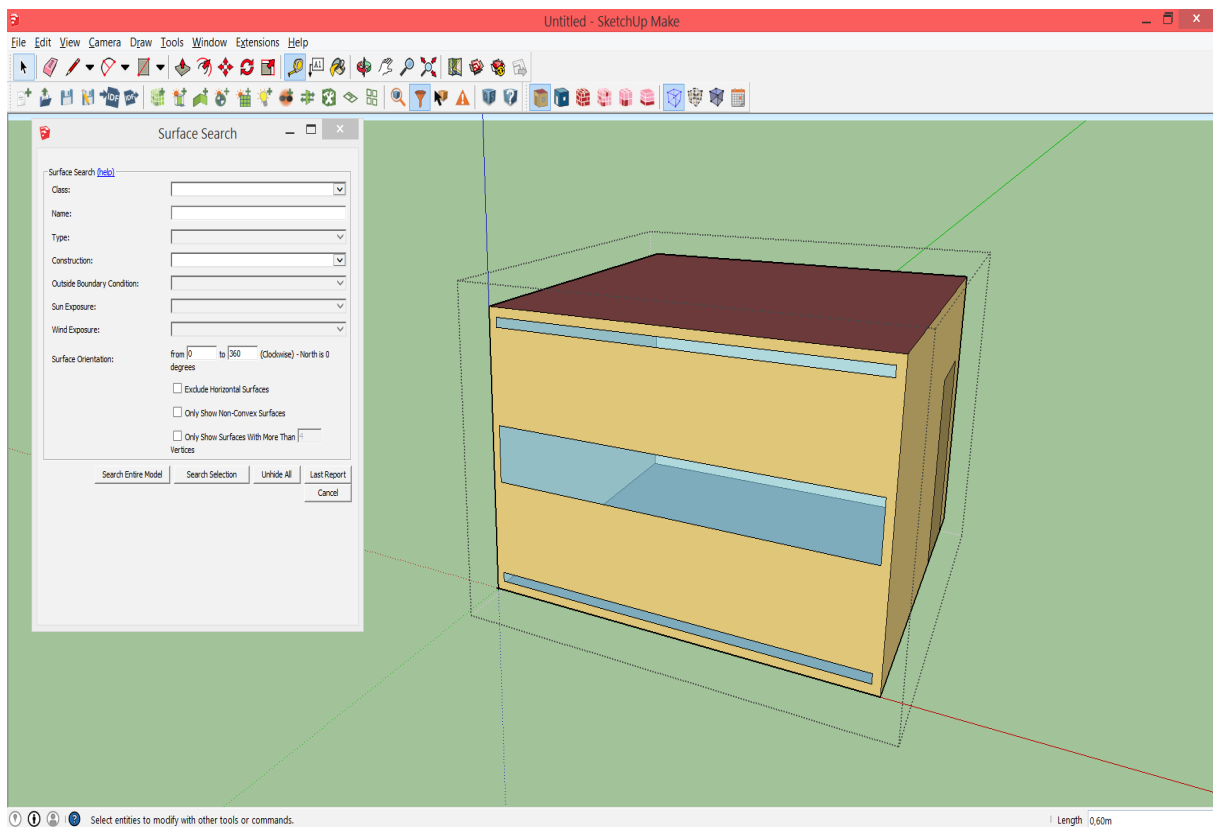 Untitled - SketchUp Make
File Edit View Camera Draw Tools Window Extensions Help
A1
IDF IDF
Surface Search
Surface Search (help)
Class:
Name:
Type:
Construction:
Outside Boundary Condition:
Sun Exposure:
Wind Exposure:
Surface Orientation: from 0 to 360 (Clockwise) - North is 0
degrees
Exclude Horizontal Surfaces
Only Show Non-Convex Surfaces
Only Show Surfaces With More Than 4
Vertices
Search Entire Model Search Selection Unhide All Last Report
Cancel
Select entities to modify with other tools or commands. Length 0,60m